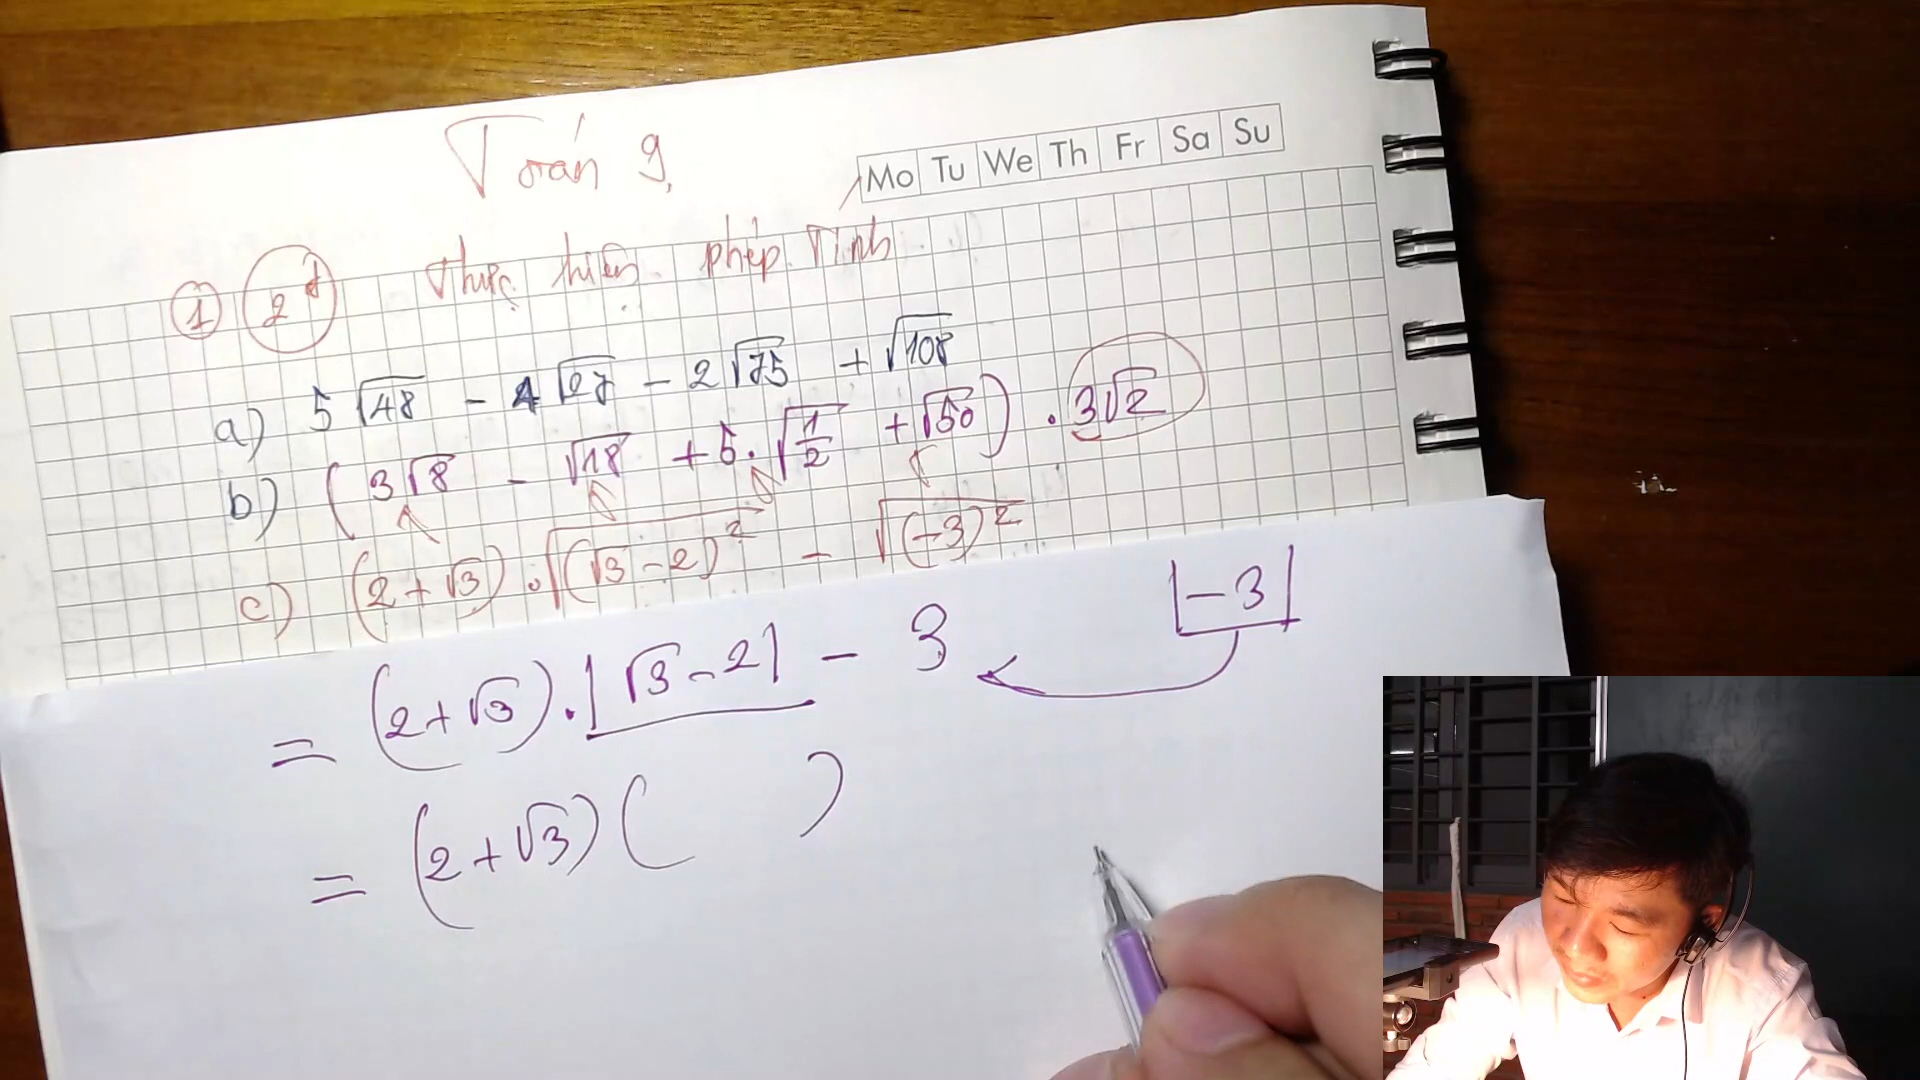 Toán 9.
Mo Tu We Th Fr Sa Su
① 2đ Thực hiện phép Tính
a) 5√48 - 4√27 - 2√75 + √108
b) (3√8 - √18 + 5.√(1/2) + √50) . 3√2
c) (2+√3).√(√3-2)² - √(-3)²
|-3|
= (2+√3).|√3-2| - 3
= (2+√3)( )